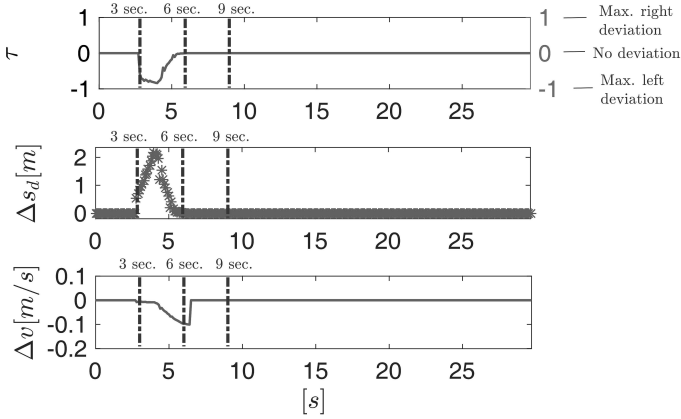 3 sec. 6 sec. 9 sec.
1 1 Max. right
deviation
τ 0 0 No deviation
-1 -1 Max. left
deviation
0 5 10 15 20 25
3 sec. 6 sec. 9 sec.
Δs_d[m] 2
1
0
0 5 10 15 20 25
3 sec. 6 sec. 9 sec.
Δv[m/s] 0.1
0
-0.1
-0.2
0 5 10 15 20 25
[s]